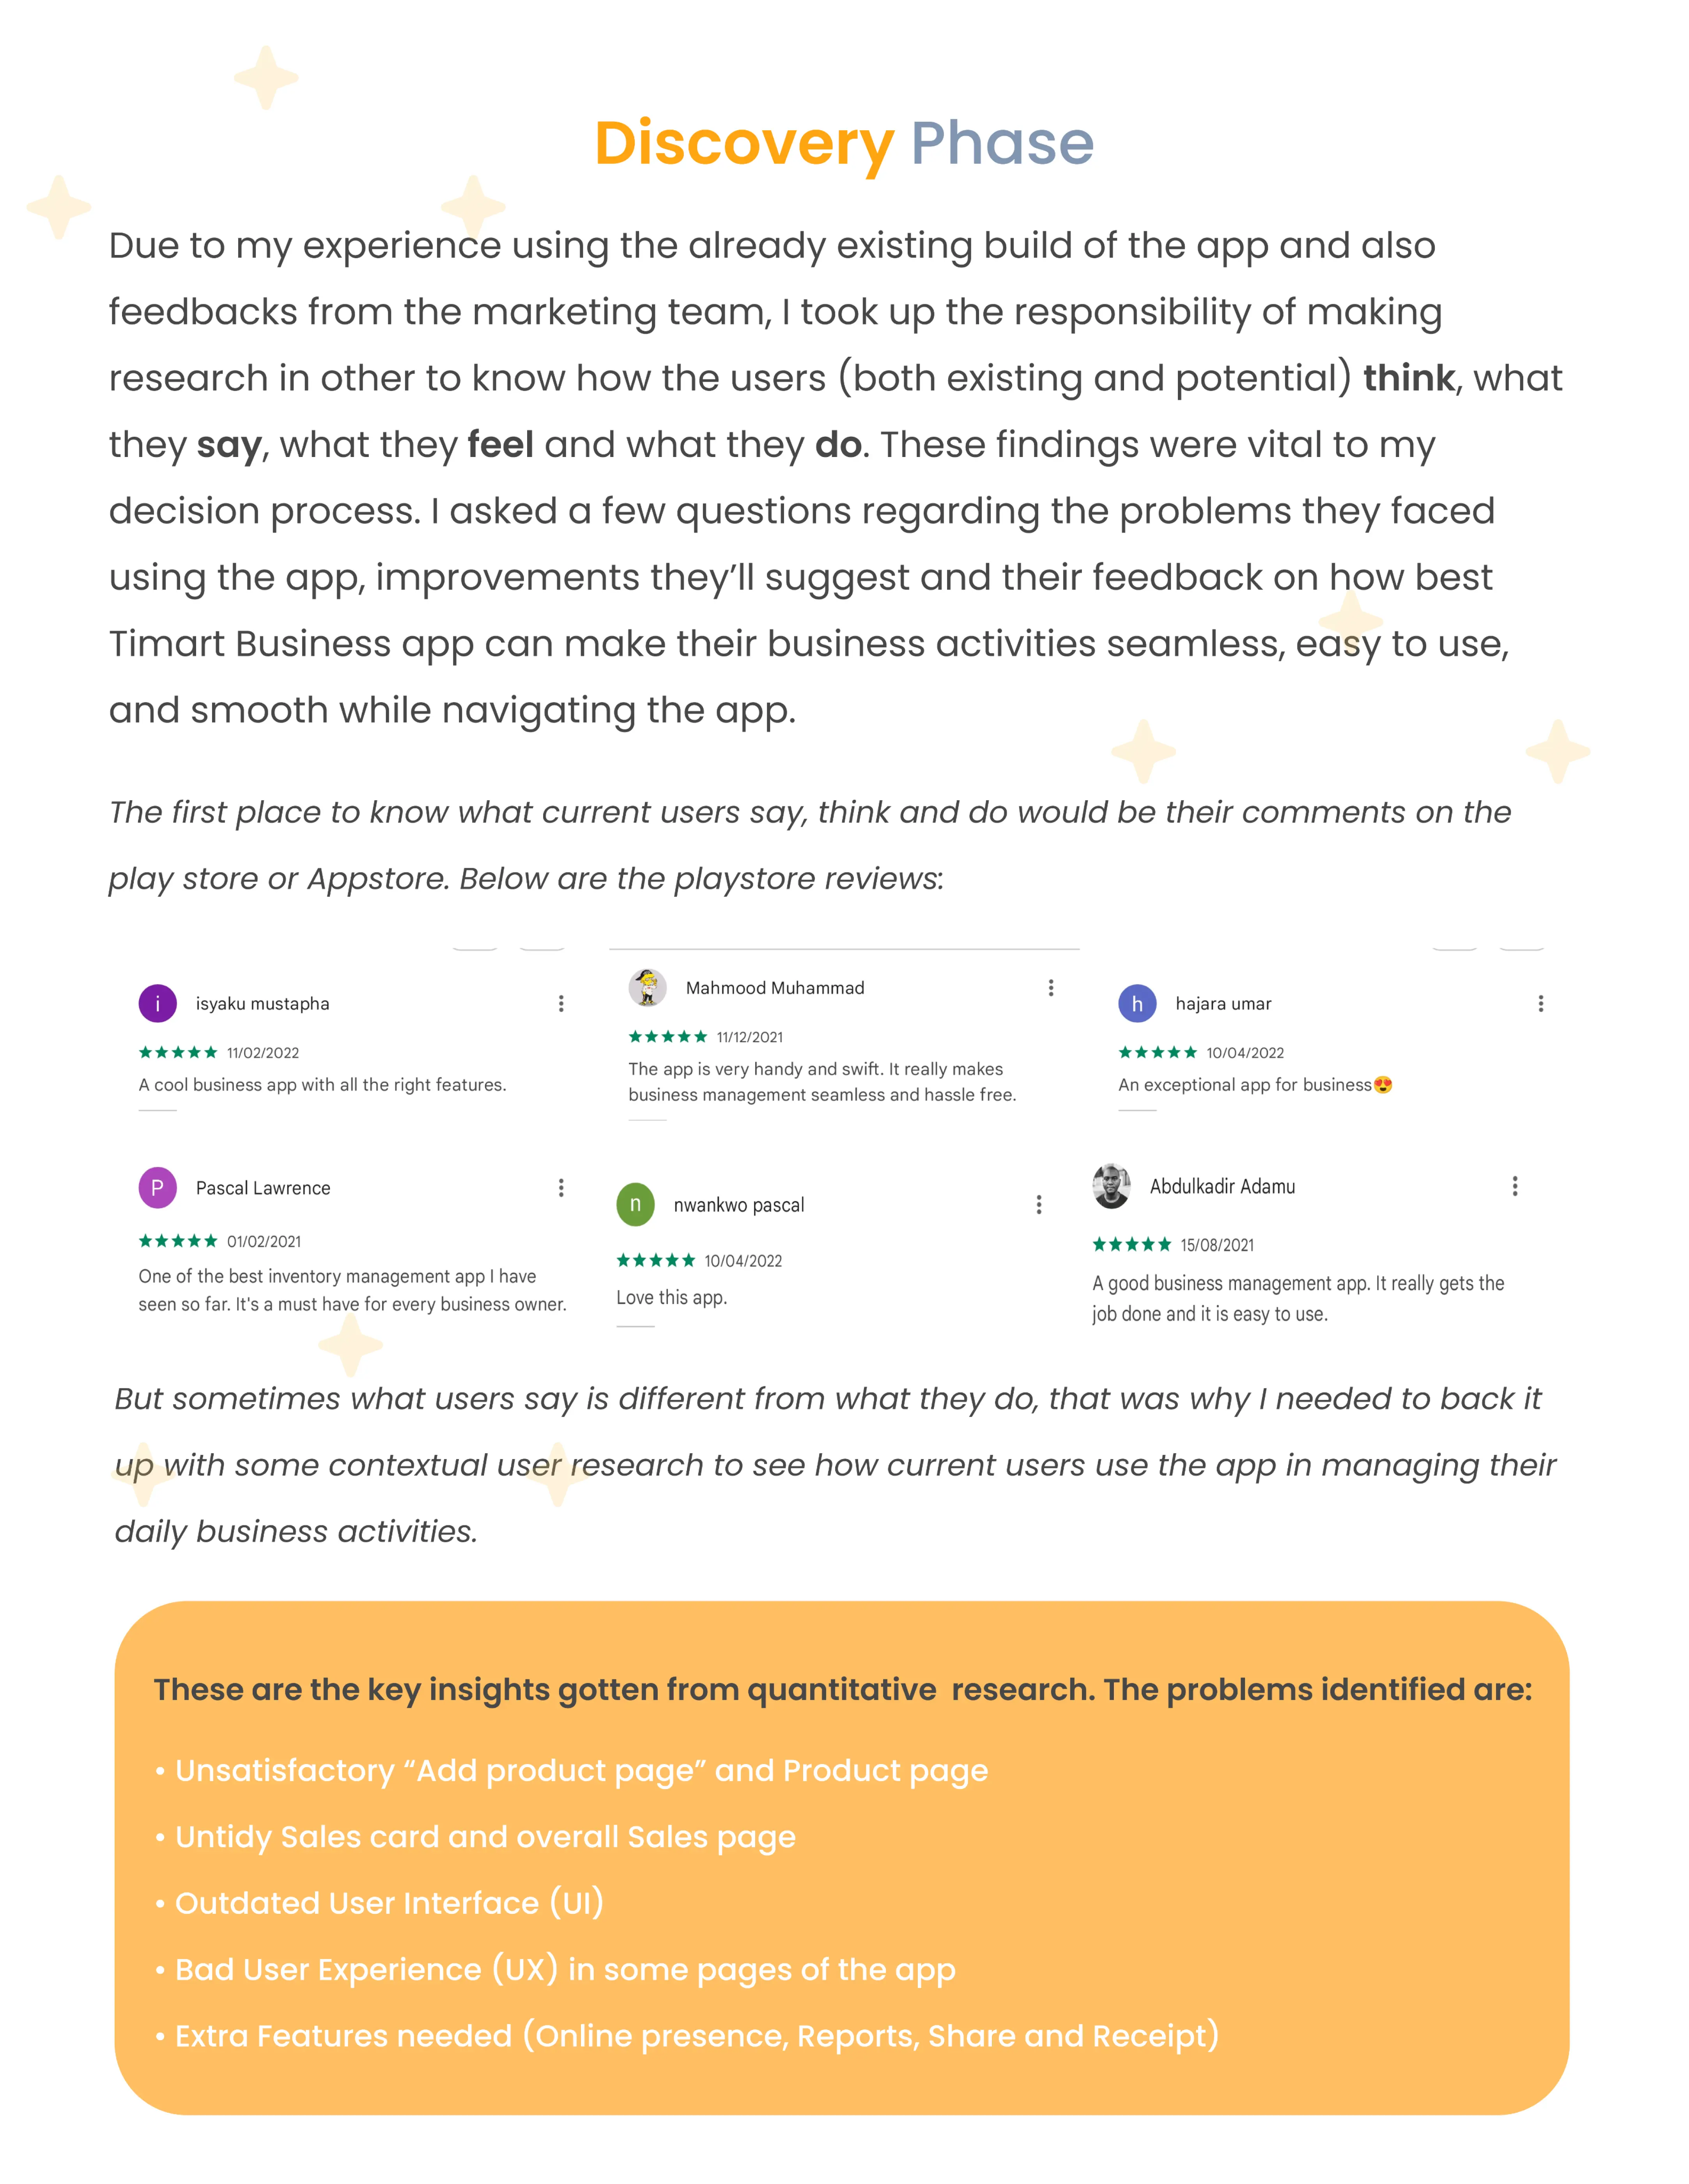 Discovery Phase
Due to my experience using the already existing build of the app and also
feedbacks from the marketing team, I took up the responsibility of making
research in other to know how the users (both existing and potential) think, what
they say, what they feel and what they do. These findings were vital to my
decision process. I asked a few questions regarding the problems they faced
using the app, improvements they’ll suggest and their feedback on how best
Timart Business app can make their business activities seamless, easy to use,
and smooth while navigating the app.
The first place to know what current users say, think and do would be their comments on the
play store or Appstore. Below are the playstore reviews:
i isyaku mustapha
11/02/2022
A cool business app with all the right features.
Mahmood Muhammad
11/12/2021
The app is very handy and swift. It really makes
business management seamless and hassle free.
h hajara umar
10/04/2022
An exceptional app for business😍
P Pascal Lawrence
01/02/2021
One of the best inventory management app I have
seen so far. It's a must have for every business owner.
n nwankwo pascal
10/04/2022
Love this app.
Abdulkadir Adamu
15/08/2021
A good business management app. It really gets the
job done and it is easy to use.
But sometimes what users say is different from what they do, that was why I needed to back it
up with some contextual user research to see how current users use the app in managing their
daily business activities.
These are the key insights gotten from quantitative  research. The problems identified are:
• Unsatisfactory “Add product page” and Product page
• Untidy Sales card and overall Sales page
• Outdated User Interface (UI)
• Bad User Experience (UX) in some pages of the app
• Extra Features needed (Online presence, Reports, Share and Receipt)